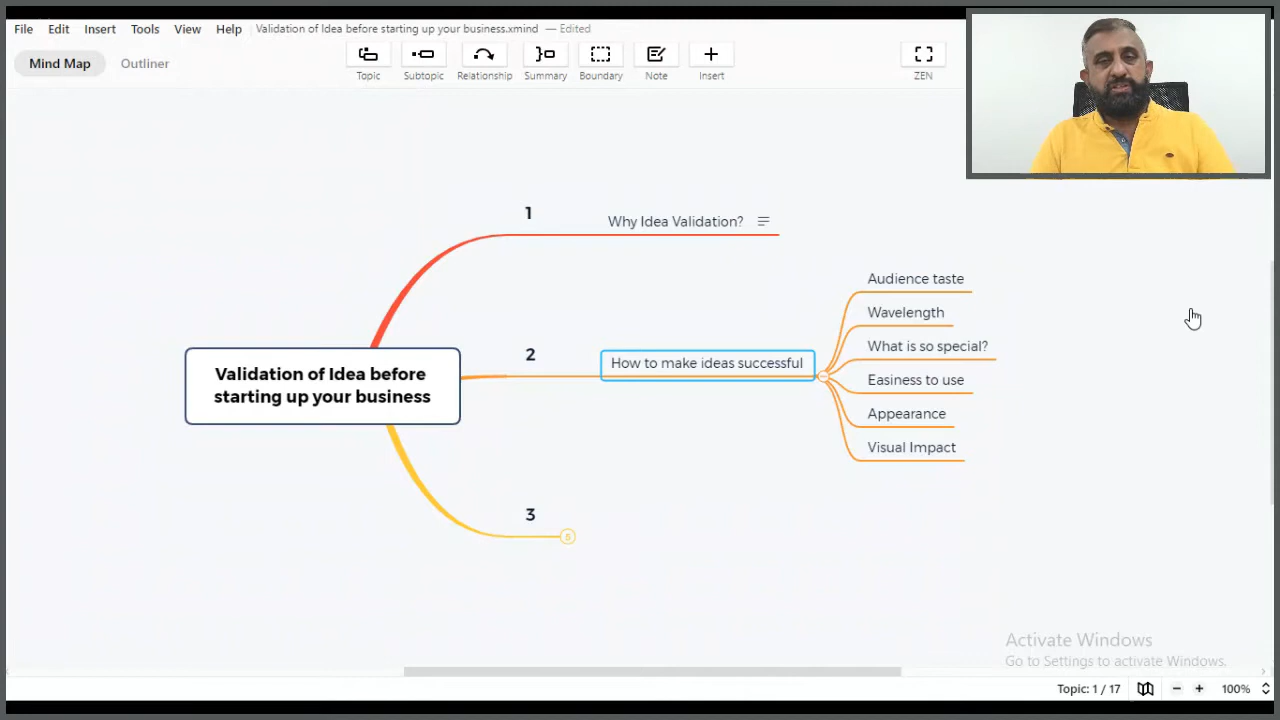 File Edit Insert Tools View Help Validation of Idea before starting up your business.xmind — Edited
Mind Map Outliner
Topic Subtopic Relationship Summary Boundary Note Insert ZEN
1
Why Idea Validation?
Audience taste
Wavelength
What is so special?
2
How to make ideas successful
Validation of Idea before
starting up your business
Easiness to use
Appearance
Visual Impact
3
Activate Windows
Go to Settings to activate Windows.
Topic: 1 / 17 100%